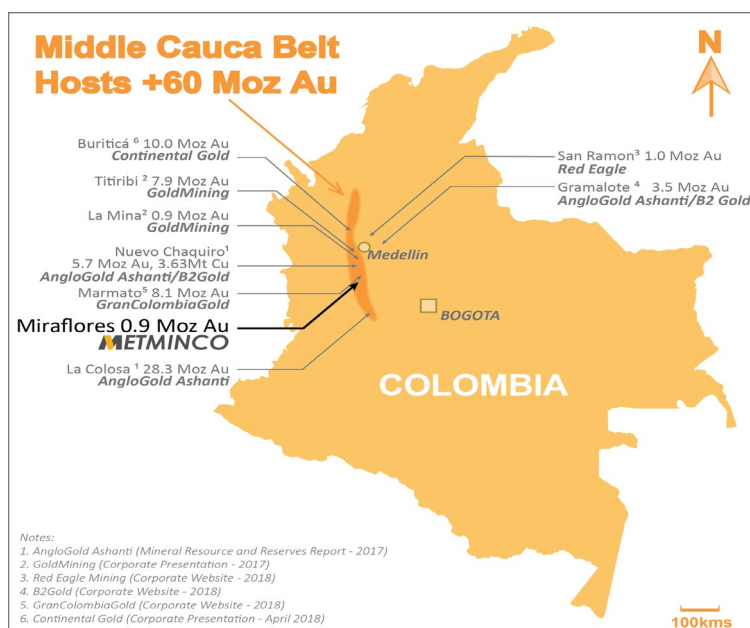 Middle Cauca Belt
Hosts +60 Moz Au
N
Buriticá ⁶ 10.0 Moz Au
Continental Gold
Titiribi ² 7.9 Moz Au
GoldMining
La Mina² 0.9 Moz Au
GoldMining
Nuevo Chaquiro¹
5.7 Moz Au, 3.63Mt Cu
AngloGold Ashanti/B2Gold
Marmato⁵ 8.1 Moz Au
GranColombiaGold
Miraflores 0.9 Moz Au
METMINCO
La Colosa ¹ 28.3 Moz Au
AngloGold Ashanti
San Ramon³ 1.0 Moz Au
Red Eagle
Gramalote ⁴ 3.5 Moz Au
AngloGold Ashanti/B2 Gold
Medellin
BOGOTA
COLOMBIA
Notes:
1. AngloGold Ashanti (Mineral Resource and Reserves Report - 2017)
2. GoldMining (Corporate Presentation - 2017)
3. Red Eagle Mining (Corporate Website - 2018)
4. B2Gold (Corporate Website - 2018)
5. GranColombiaGold (Corporate Website - 2018)
6. Continental Gold (Corporate Presentation - April 2018)
100kms